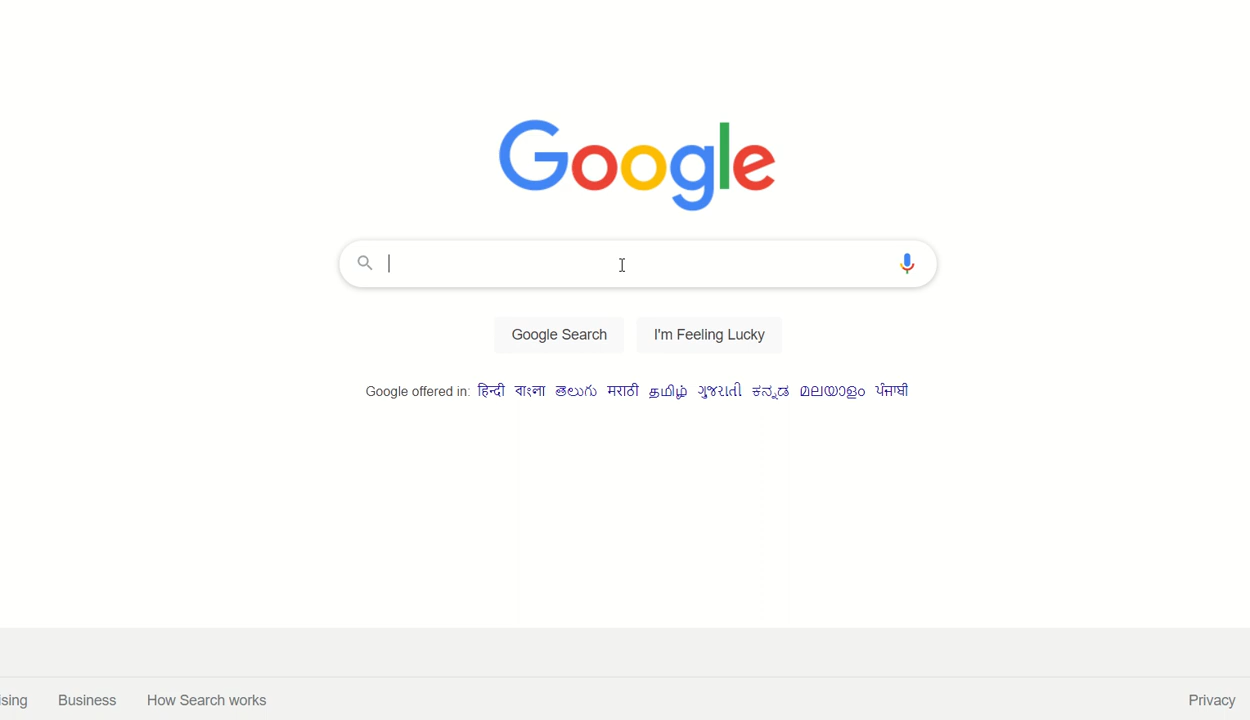 Google
Google Search I'm Feeling Lucky
Google offered in: हिन्दी বাংলা తెలుగు मराठी தமிழ் ગુજરાતી ಕನ್ನಡ മലയാളം ਪੰਜਾਬੀ
ising Business How Search works Privacy